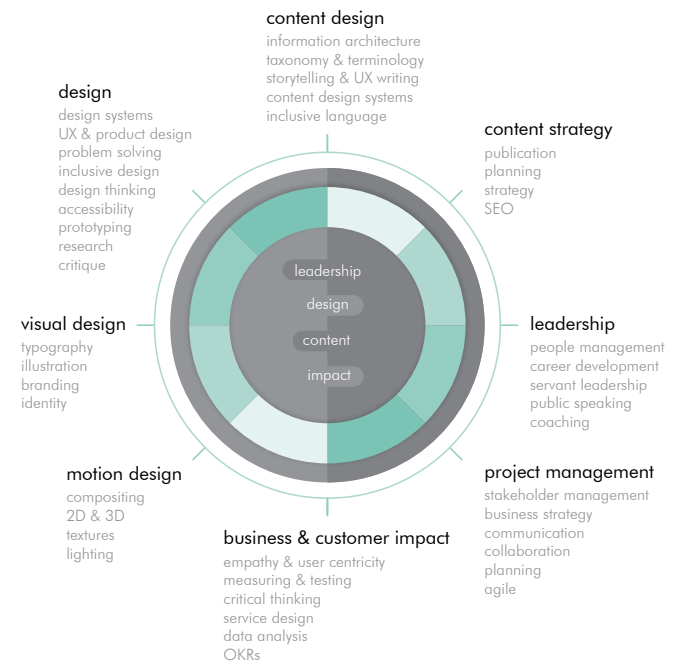 content design
information architecture
taxonomy & terminology
storytelling & UX writing
content design systems
inclusive language
design
design systems
UX & product design
problem solving
inclusive design
design thinking
accessibility
prototyping
research
critique
content strategy
publication
planning
strategy
SEO
leadership
design
content
impact
visual design
typography
illustration
branding
identity
leadership
people management
career development
servant leadership
public speaking
coaching
motion design
compositing
2D & 3D
textures
lighting
project management
stakeholder management
business strategy
communication
collaboration
planning
agile
business & customer impact
empathy & user centricity
measuring & testing
critical thinking
service design
data analysis
OKRs